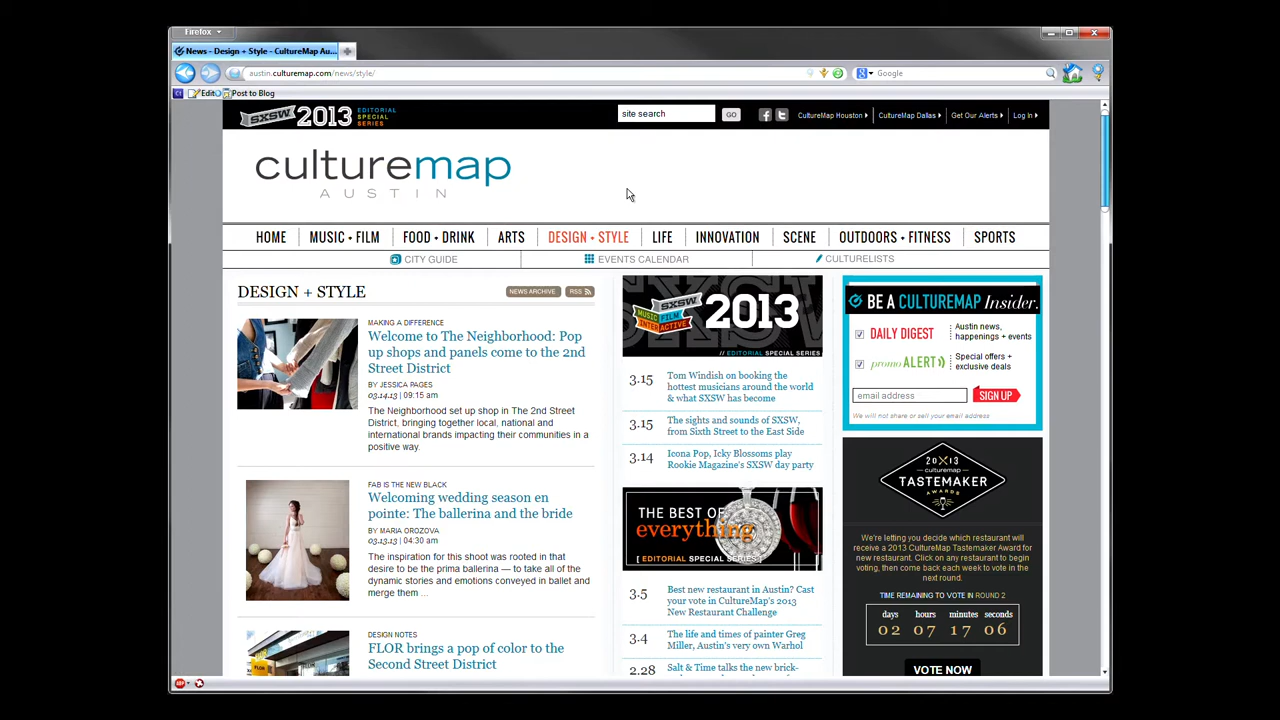 Firefox
News - Design + Style - CultureMap Au...
austin.culturemap.com/news/style/
Google
Post to Blog
SXSW 2013 EDITORIAL SPECIAL SERIES
site search GO
CultureMap Houston
CultureMap Dallas
Get Our Alerts
Log In
culturemap
AUSTIN
HOME
MUSIC + FILM
FOOD + DRINK
ARTS
DESIGN + STYLE
LIFE
INNOVATION
SCENE
OUTDOORS + FITNESS
SPORTS
CITY GUIDE
EVENTS CALENDAR
CULTURELISTS
DESIGN + STYLE
NEWS ARCHIVE
RSS
MAKING A DIFFERENCE
Welcome to The Neighborhood: Pop
up shops and panels come to the 2nd
Street District
BY JESSICA PAGES
03.14.13 | 09:15 am
The Neighborhood set up shop in The 2nd Street
District, bringing together local, national and
international brands impacting their communities in a
positive way.
FAB IS THE NEW BLACK
Welcoming wedding season en
pointe: The ballerina and the bride
BY MARIA OROZOVA
03.13.13 | 04:30 am
The inspiration for this shoot was rooted in that
desire to be the prima ballerina — to take all of the
dynamic stories and emotions conveyed in ballet and
merge them ...
DESIGN NOTES
FLOR brings a pop of color to the
Second Street District
FLOR
SXSW
MUSIC FILM INTERACTIVE
2013
// EDITORIAL SPECIAL SERIES
3.15 Tom Windish on booking the
hottest musicians around the world
& what SXSW has become
3.15 The sights and sounds of SXSW,
from Sixth Street to the East Side
3.14 Icona Pop, Icky Blossoms play
Rookie Magazine's SXSW day party
THE BEST OF
everything
[ EDITORIAL SPECIAL SERIES ]
3.5 Best new restaurant in Austin? Cast
your vote in CultureMap's 2013
New Restaurant Challenge
3.4 The life and times of painter Greg
Miller, Austin's very own Warhol
2.28 Salt & Time talks the new brick-
BE A CULTUREMAP Insider.
DAILY DIGEST
Austin news,
happenings + events
promo ALERT
Special offers +
exclusive deals
email address
SIGN UP
We will not share or sell your email address
20X13
culturemap
TASTEMAKER
AWARDS
We're letting you decide which restaurant will
receive a 2013 CultureMap Tastemaker Award for
new restaurant. Click on any restaurant to begin
voting, then come back each week to vote in the
next round.
TIME REMAINING TO VOTE IN ROUND 2
days hours minutes seconds
02 07 17 06
VOTE NOW